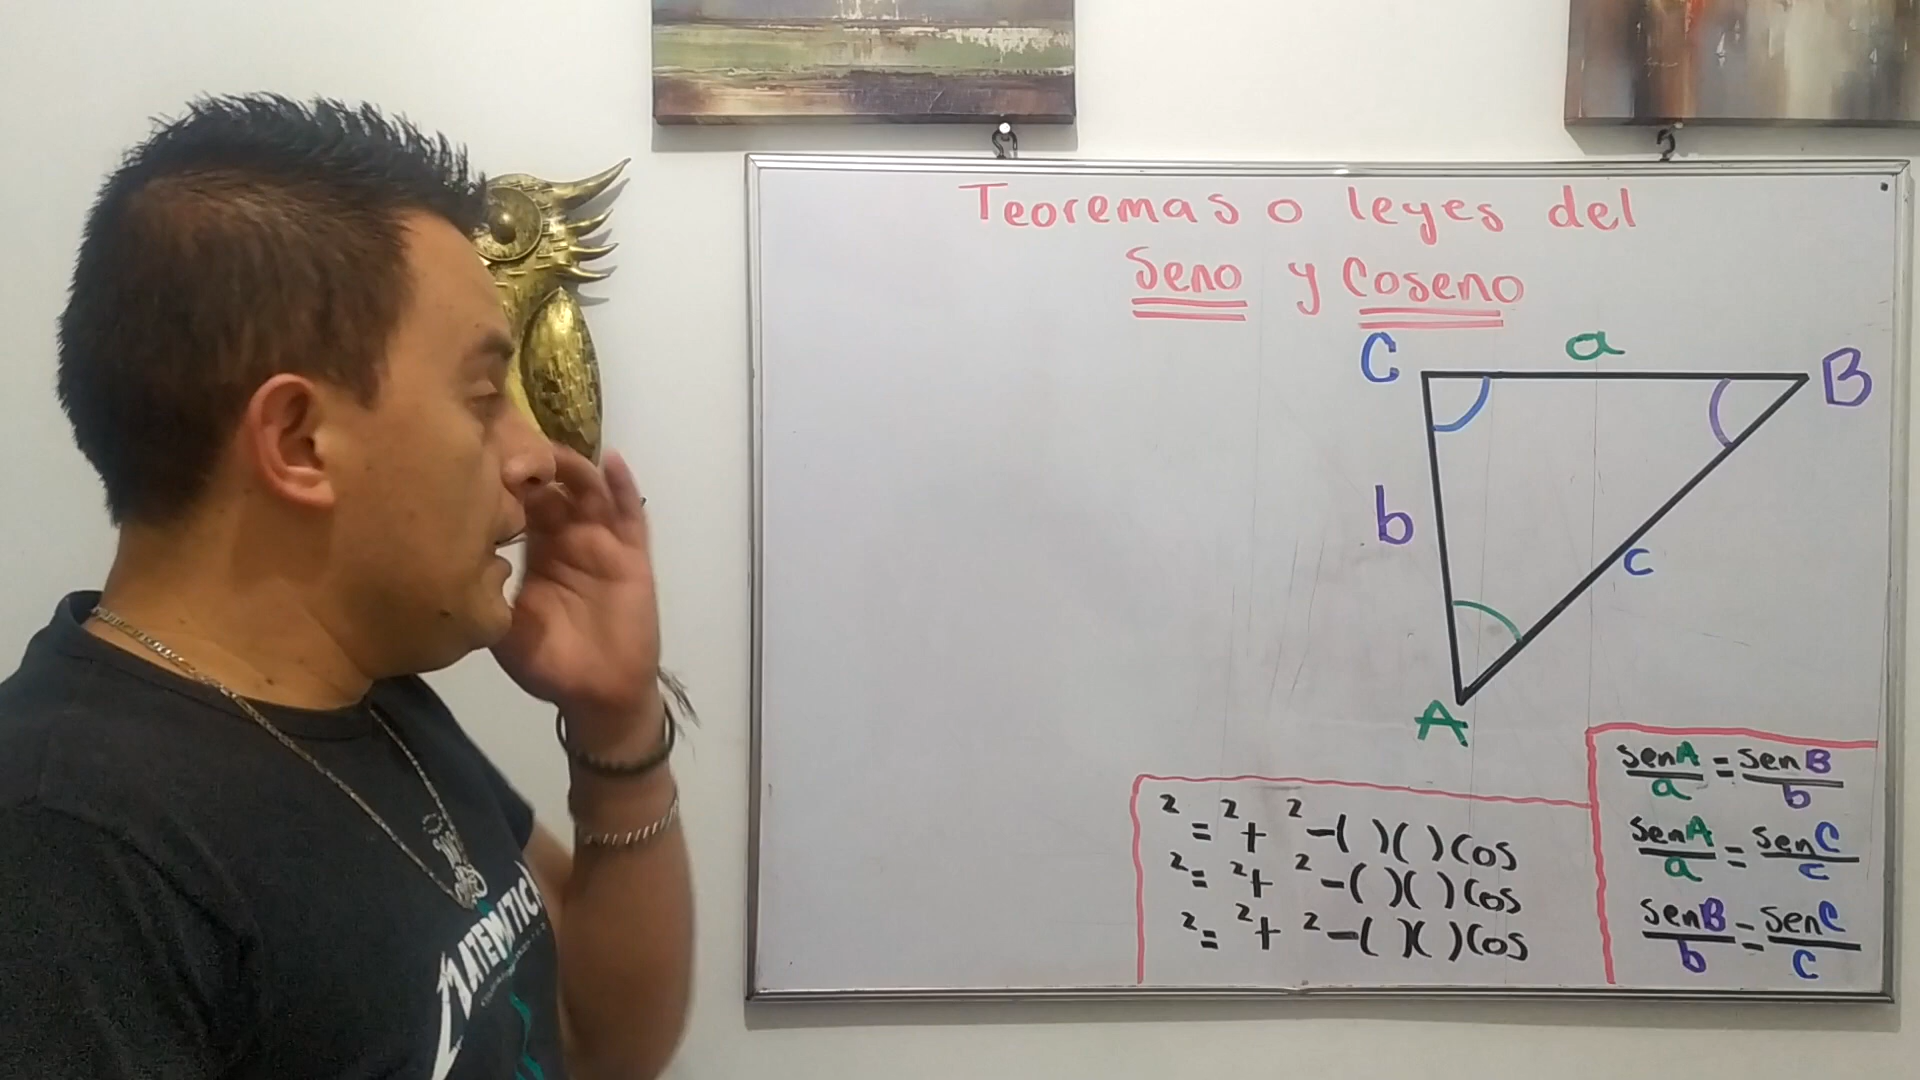 Teoremas o leyes del
Seno y Coseno
C a B
b
c
A
senA/a = senB/b
senA/a = senC/c
senB/b = senC/c
² = ² + ² -( )( )Cos
² = ² + ² -( )( )Cos
² = ² + ² -( )( )Cos
MATEMÁTICA